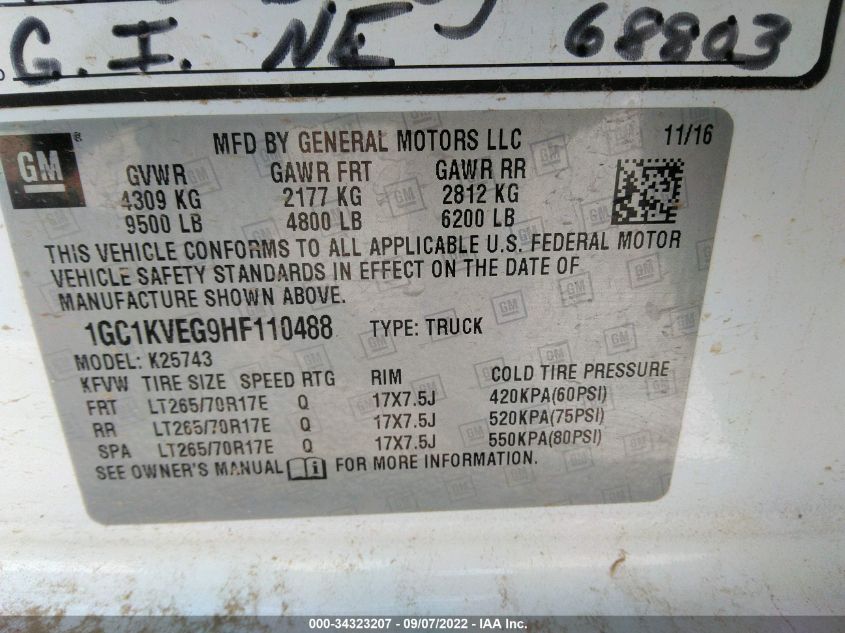 G. I. NE 68803
GM
MFD BY GENERAL MOTORS LLC 11/16
GVWR GAWR FRT GAWR RR
4309 KG 2177 KG 2812 KG
9500 LB 4800 LB 6200 LB
THIS VEHICLE CONFORMS TO ALL APPLICABLE U.S. FEDERAL MOTOR
VEHICLE SAFETY STANDARDS IN EFFECT ON THE DATE OF
MANUFACTURE SHOWN ABOVE.
1GC1KVEG9HF110488 TYPE: TRUCK
MODEL: K25743
KFVW TIRE SIZE SPEED RTG RIM COLD TIRE PRESSURE
FRT LT265/70R17E Q 17X7.5J 420KPA(60PSI)
RR LT265/70R17E Q 17X7.5J 520KPA(75PSI)
SPA LT265/70R17E Q 17X7.5J 550KPA(80PSI)
SEE OWNER'S MANUAL FOR MORE INFORMATION.
000-34323207 - 09/07/2022 - IAA Inc.